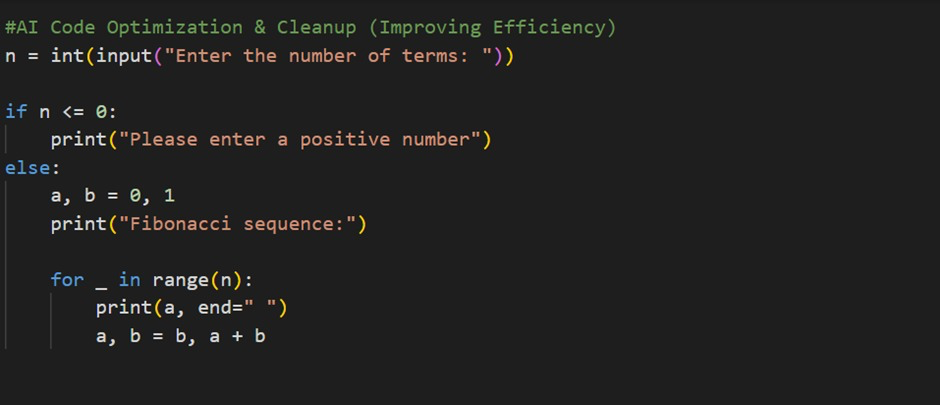 #AI Code Optimization & Cleanup (Improving Efficiency)
n = int(input("Enter the number of terms: "))
if n <= 0:
    print("Please enter a positive number")
else:
    a, b = 0, 1
    print("Fibonacci sequence:")
    for _ in range(n):
        print(a, end=" ")
        a, b = b, a + b